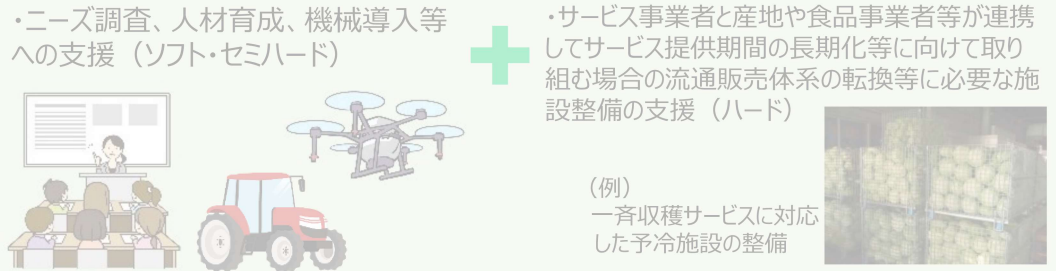 ・ニーズ調査、人材育成、機械導入等
への支援（ソフト・セミハード）
・サービス事業者と産地や食品事業者等が連携
してサービス提供期間の長期化等に向けて取り
組む場合の流通販売体系の転換等に必要な施
設整備の支援（ハード）
（例）
一斉収穫サービスに対応
した予冷施設の整備